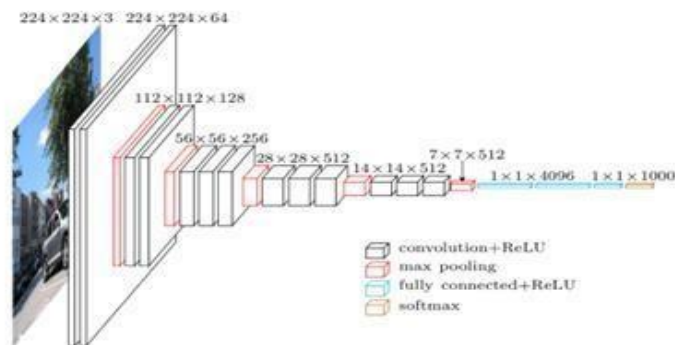 224×224×3 224×224×64
112×112×128
56×56×256
28×28×512
14×14×512
7×7×512
1×1×4096 1×1×1000
convolution+ReLU
max pooling
fully connected+ReLU
softmax